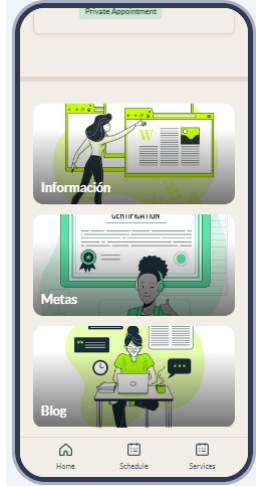 Private Appointment
W
Información
CERTIFICATION
Metas
Blog
Home
Schedule
Services